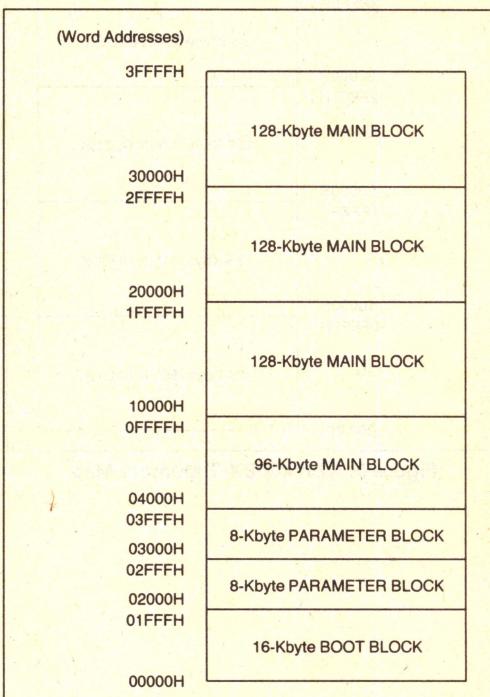 (Word Addresses)
3FFFFH
128-Kbyte MAIN BLOCK
30000H
2FFFFH
128-Kbyte MAIN BLOCK
20000H
1FFFFH
128-Kbyte MAIN BLOCK
10000H
0FFFFH
96-Kbyte MAIN BLOCK
04000H
03FFFH
8-Kbyte PARAMETER BLOCK
03000H
02FFFH
8-Kbyte PARAMETER BLOCK
02000H
01FFFH
16-Kbyte BOOT BLOCK
00000H